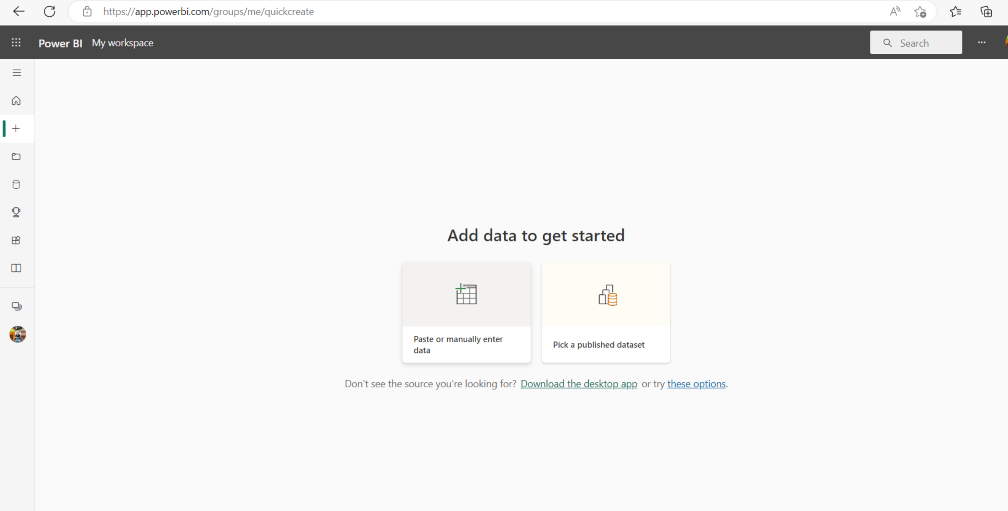 https://app.powerbi.com/groups/me/quickcreate
Power BI My workspace
Search
Add data to get started
Paste or manually enter
data
Pick a published dataset
Don't see the source you're looking for? Download the desktop app or try these options.